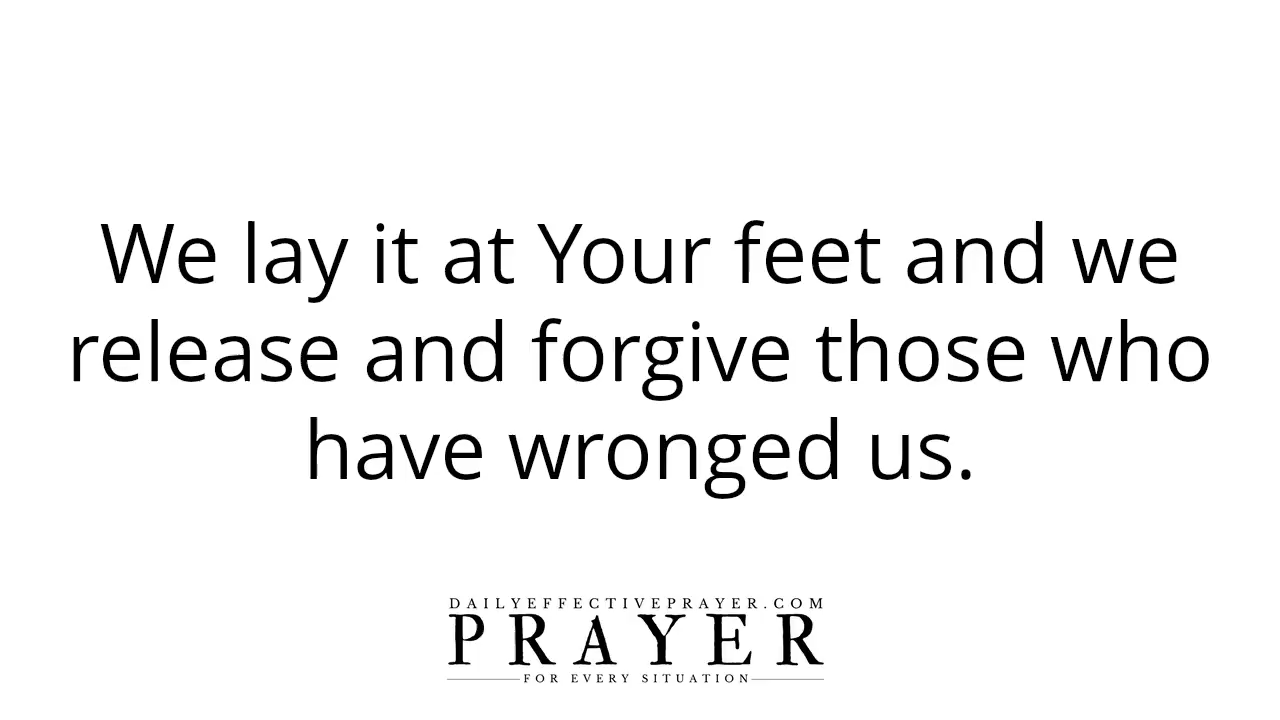 We lay it at Your feet and we
release and forgive those who
have wronged us.
DAILYEFFECTIVEPRAYER.COM
PRAYER
FOR EVERY SITUATION